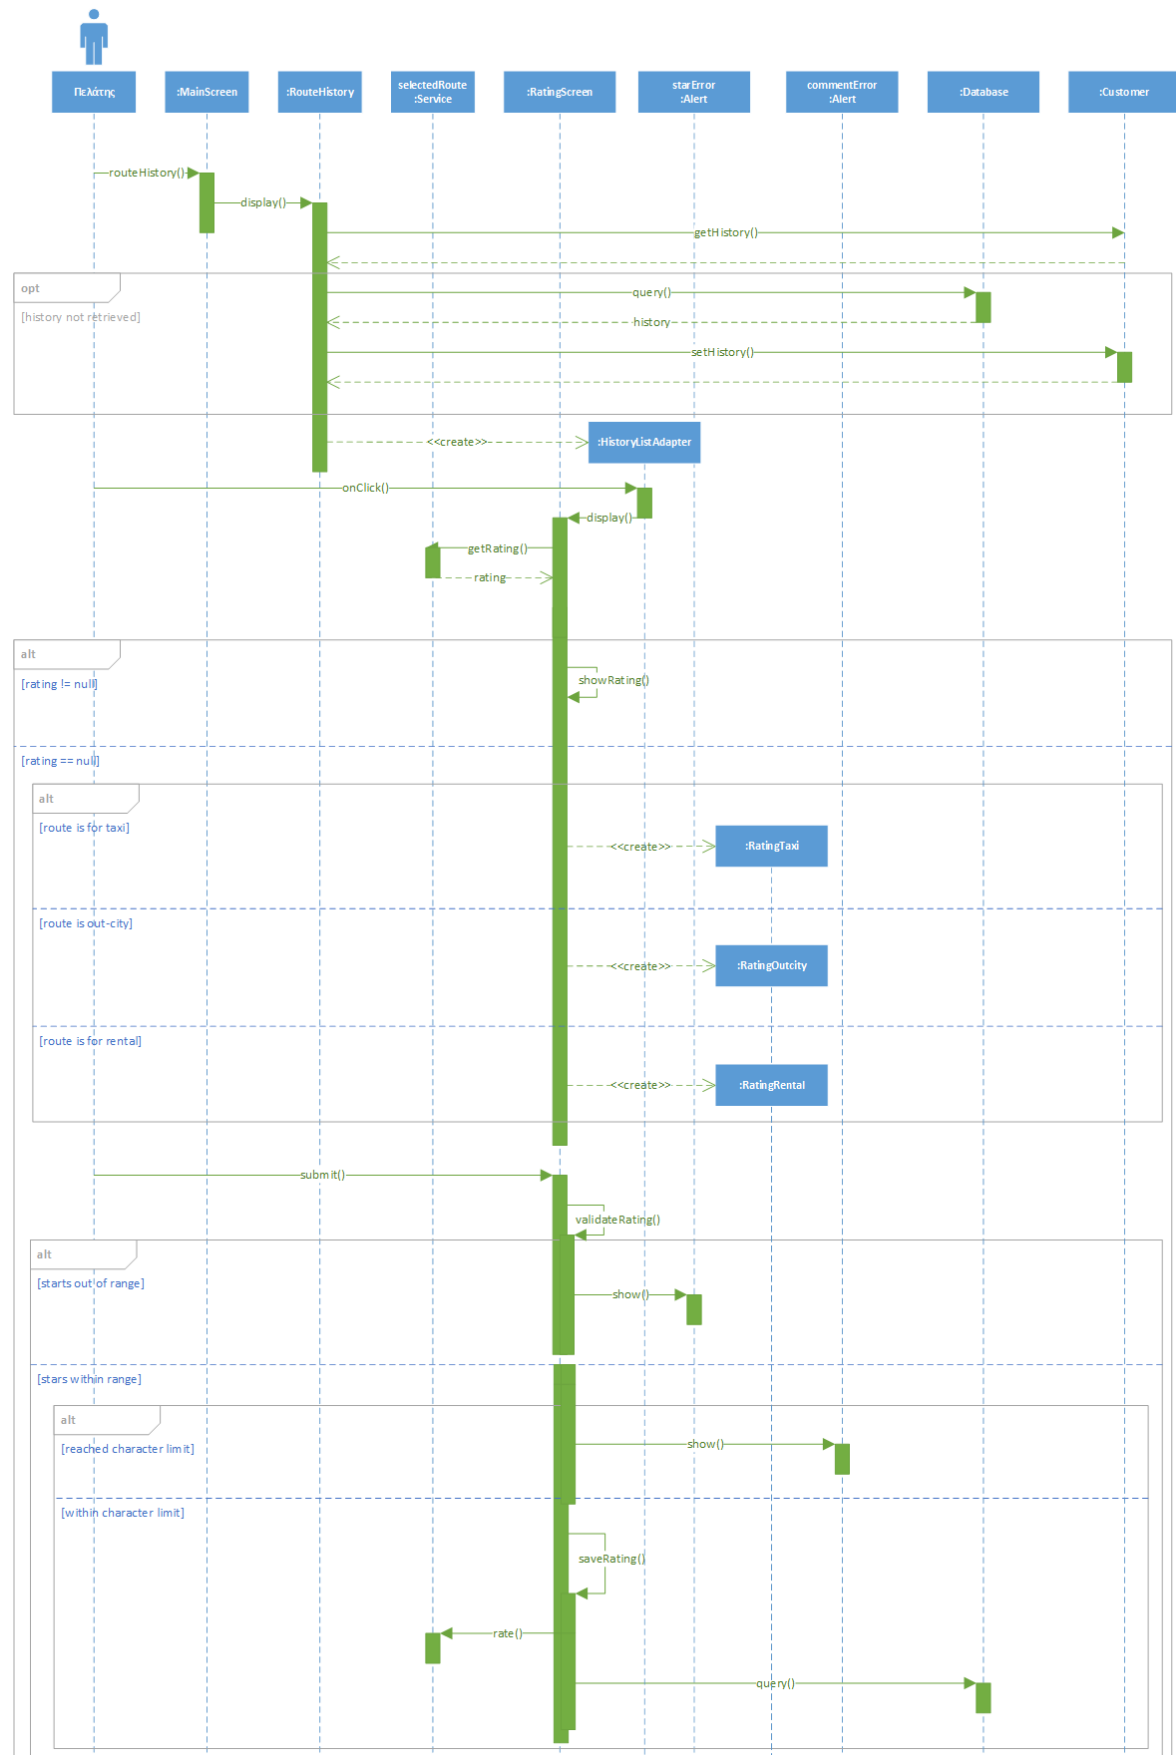 Πελάτης
:MainScreen
:RouteHistory
selectedRoute
:Service
:RatingScreen
starError
:Alert
commentError
:Alert
:Database
:Customer
routeHistory()
display()
getHistory()
opt
[history not retrieved]
query()
history
setHistory()
<<create>>
:HistoryListAdapter
onClick()
display()
getRating()
rating
alt
[rating != null]
showRating()
[rating == null]
alt
[route is for taxi]
<<create>>
:RatingTaxi
[route is out-city]
<<create>>
:RatingOutcity
[route is for rental]
<<create>>
:RatingRental
submit()
validateRating()
alt
[starts out of range]
show()
[stars within range]
alt
[reached character limit]
show()
[within character limit]
saveRating()
rate()
query()